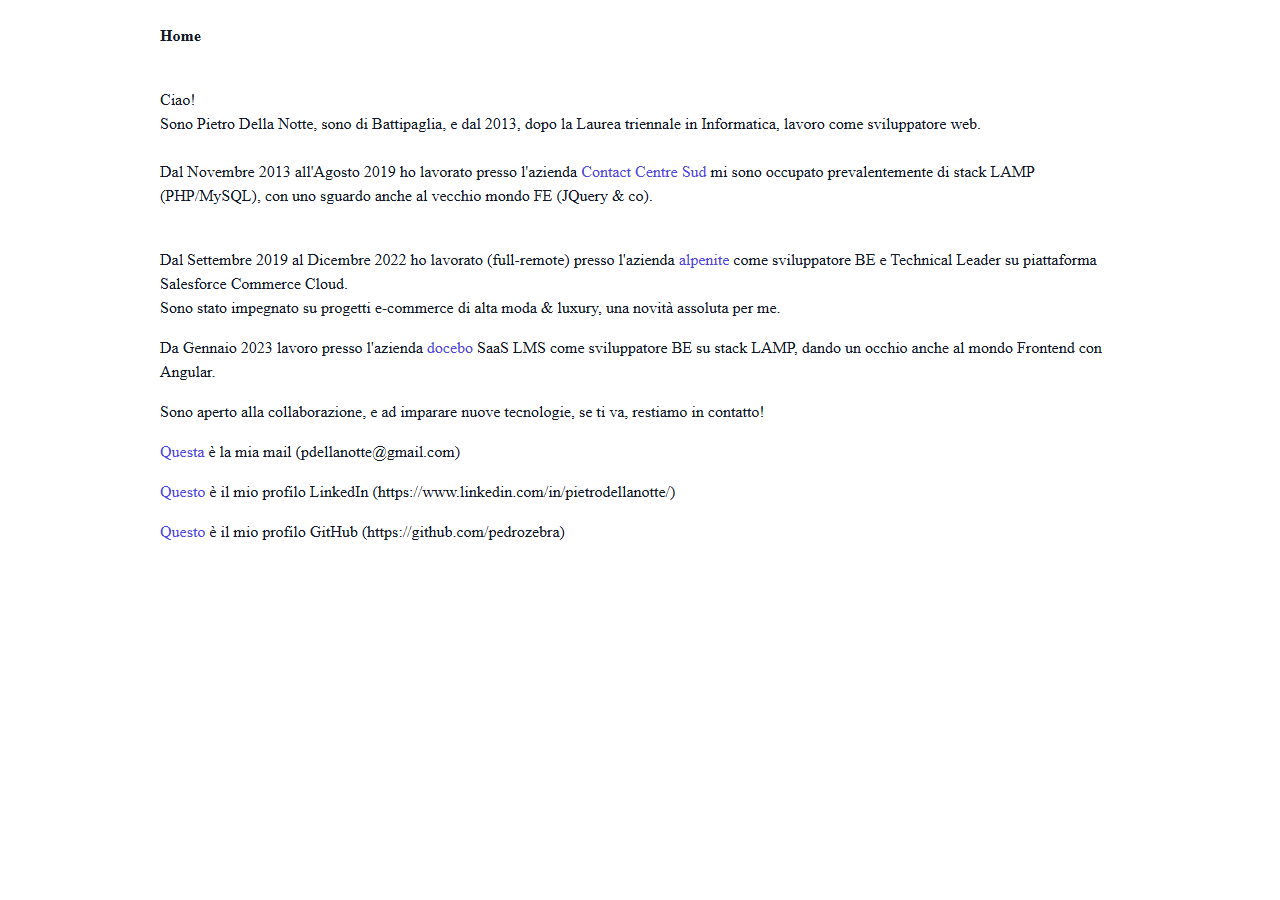 Home
Ciao!
Sono Pietro Della Notte, sono di Battipaglia, e dal 2013, dopo la Laurea triennale in Informatica, lavoro come sviluppatore web.
Dal Novembre 2013 all'Agosto 2019 ho lavorato presso l'azienda Contact Centre Sud mi sono occupato prevalentemente di stack LAMP
(PHP/MySQL), con uno sguardo anche al vecchio mondo FE (JQuery & co).
Dal Settembre 2019 al Dicembre 2022 ho lavorato (full-remote) presso l'azienda alpenite come sviluppatore BE e Technical Leader su piattaforma
Salesforce Commerce Cloud.
Sono stato impegnato su progetti e-commerce di alta moda & luxury, una novità assoluta per me.
Da Gennaio 2023 lavoro presso l'azienda docebo SaaS LMS come sviluppatore BE su stack LAMP, dando un occhio anche al mondo Frontend con
Angular.
Sono aperto alla collaborazione, e ad imparare nuove tecnologie, se ti va, restiamo in contatto!
Questa è la mia mail (pdellanotte@gmail.com)
Questo è il mio profilo LinkedIn (https://www.linkedin.com/in/pietrodellanotte/)
Questo è il mio profilo GitHub (https://github.com/pedrozebra)